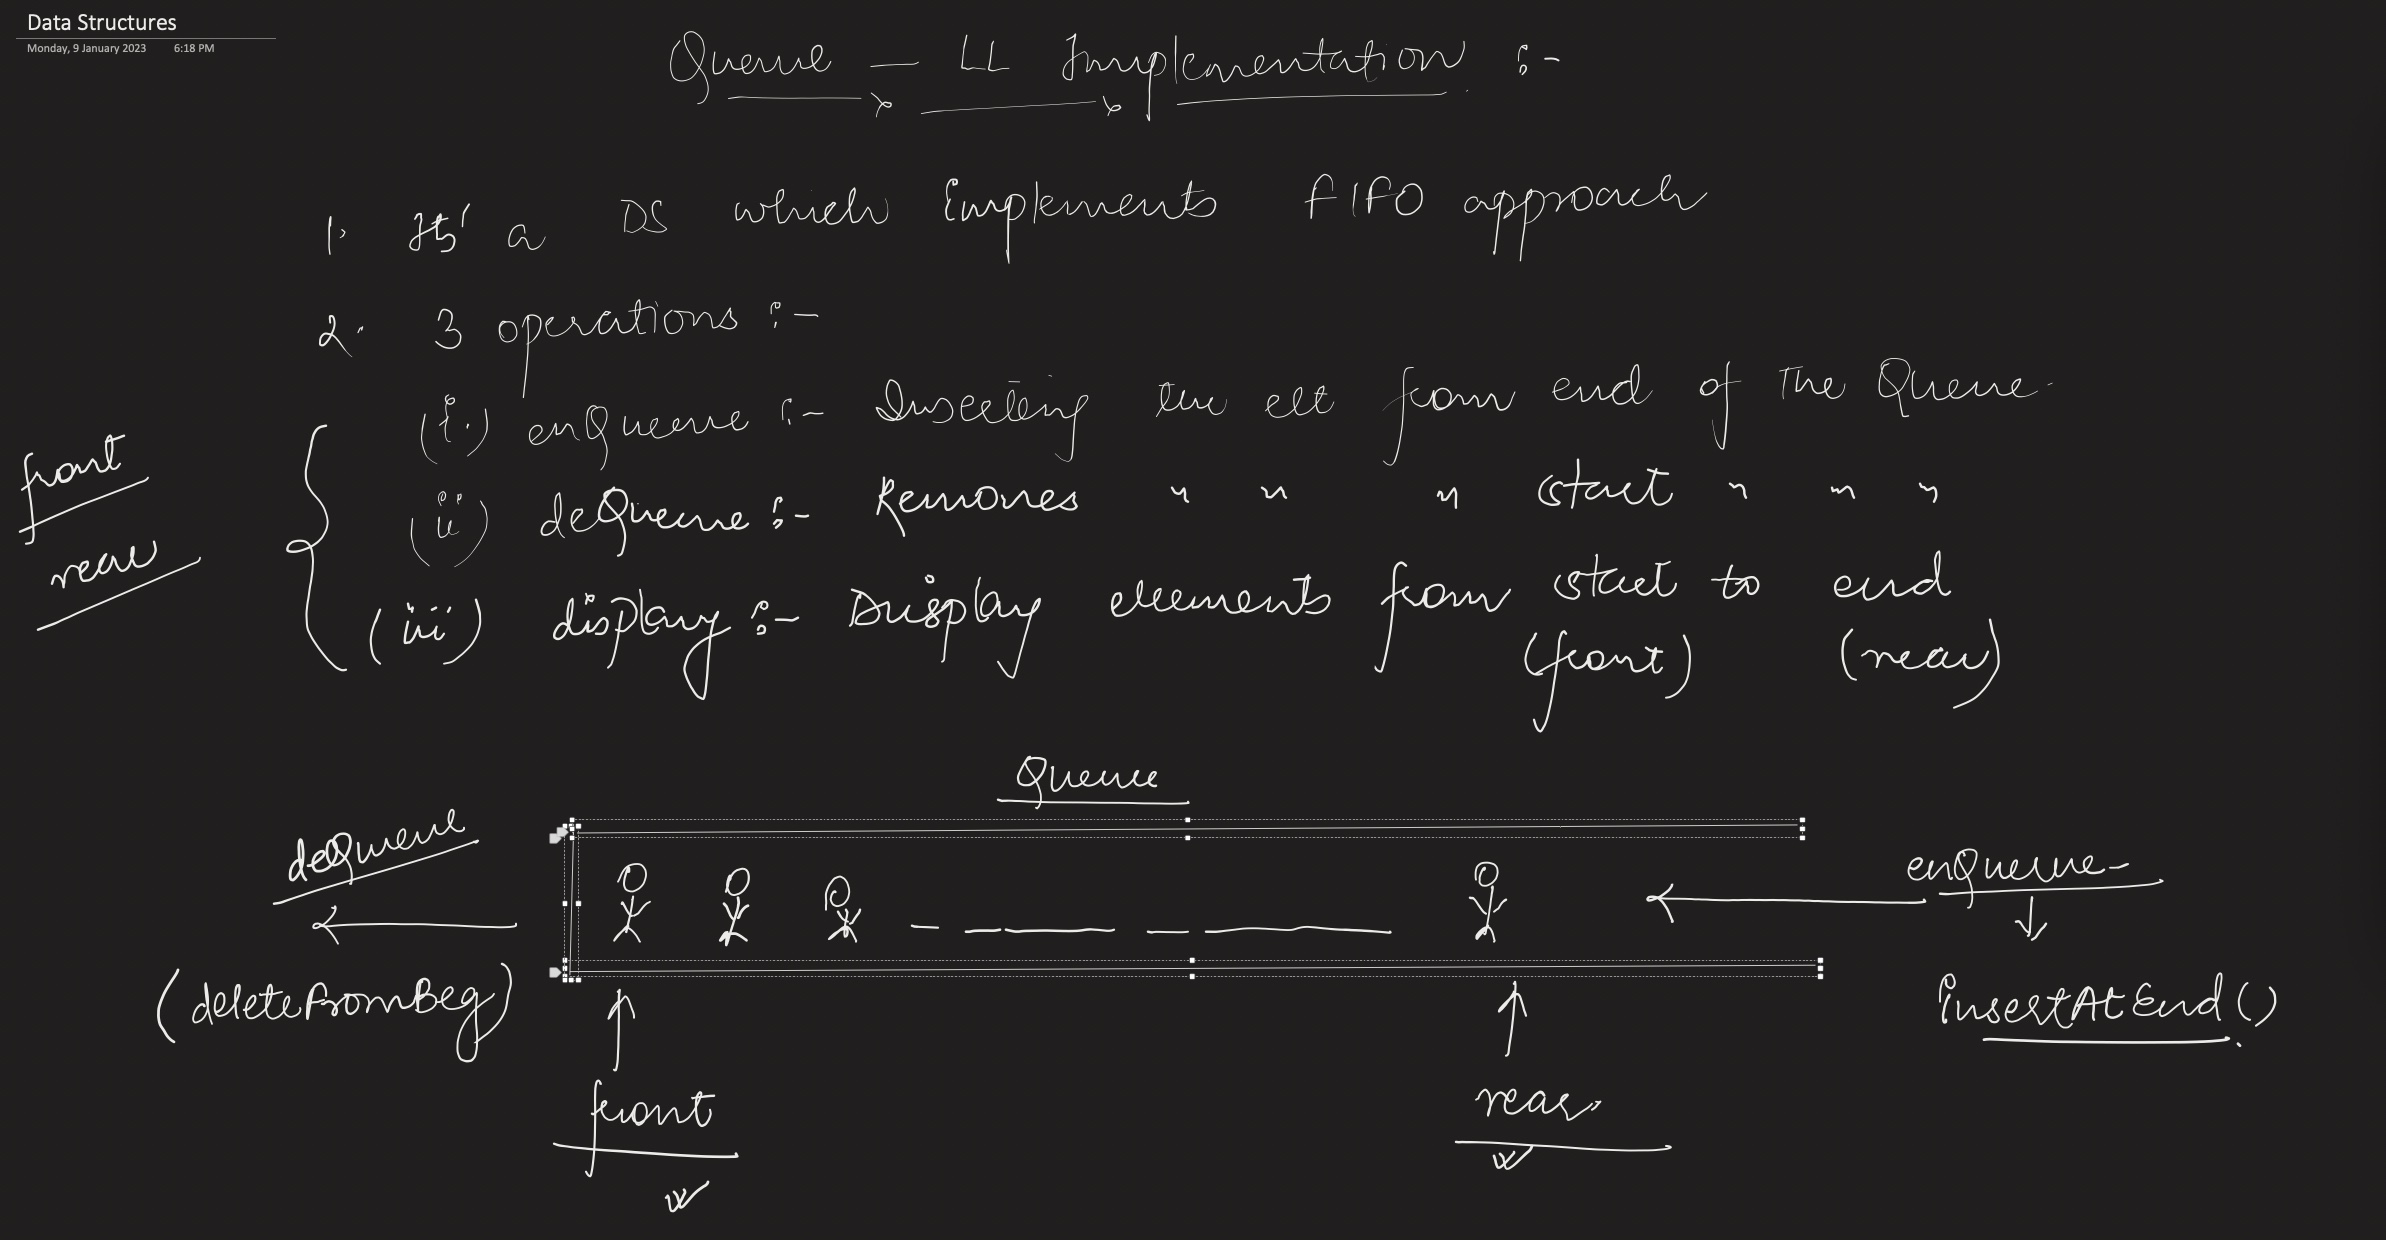 Data Structures
Monday, 9 January 2023 6:18 PM
Queue — LL Implementation :-
1. Its' a DS which implements FIFO approach
2. 3 operations :-
(i.) enQueue :- Inserting the elt from end of the Queue.
(ii) deQueue :- Removes " " " start " " "
(iii) display :- Display elements from start to end
(front) (rear)
front
rear
Queue
deQueue
enQueue
(deleteFromBeg)
insertAtEnd()
front
rear